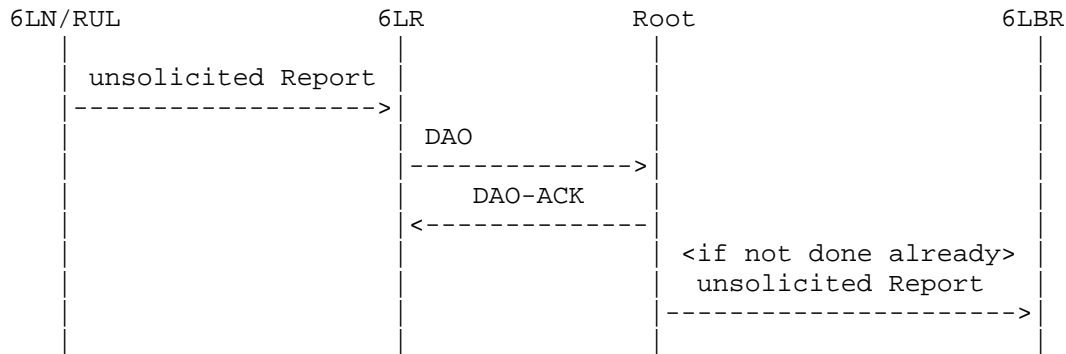 6LN/RUL 6LR Root 6LBR
unsolicited Report
DAO
DAO-ACK
<if not done already>
unsolicited Report